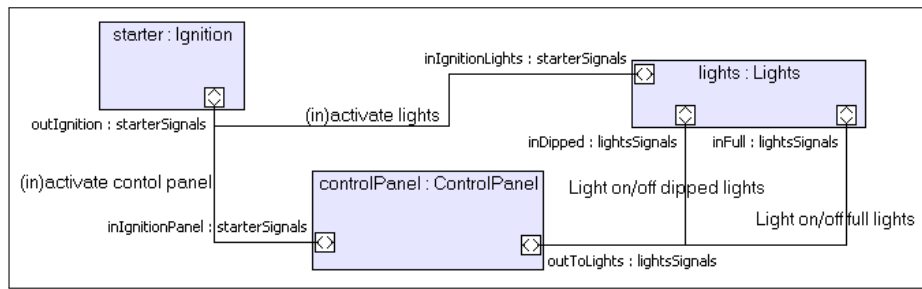 starter : Ignition
inIgnitionLights : starterSignals
lights : Lights
outIgnition : starterSignals
(in)activate lights
inDipped : lightsSignals
inFull : lightsSignals
(in)activate contol panel
controlPanel : ControlPanel
Light on/off dipped lights
inIgnitionPanel : starterSignals
Light on/off full lights
outToLights : lightsSignals